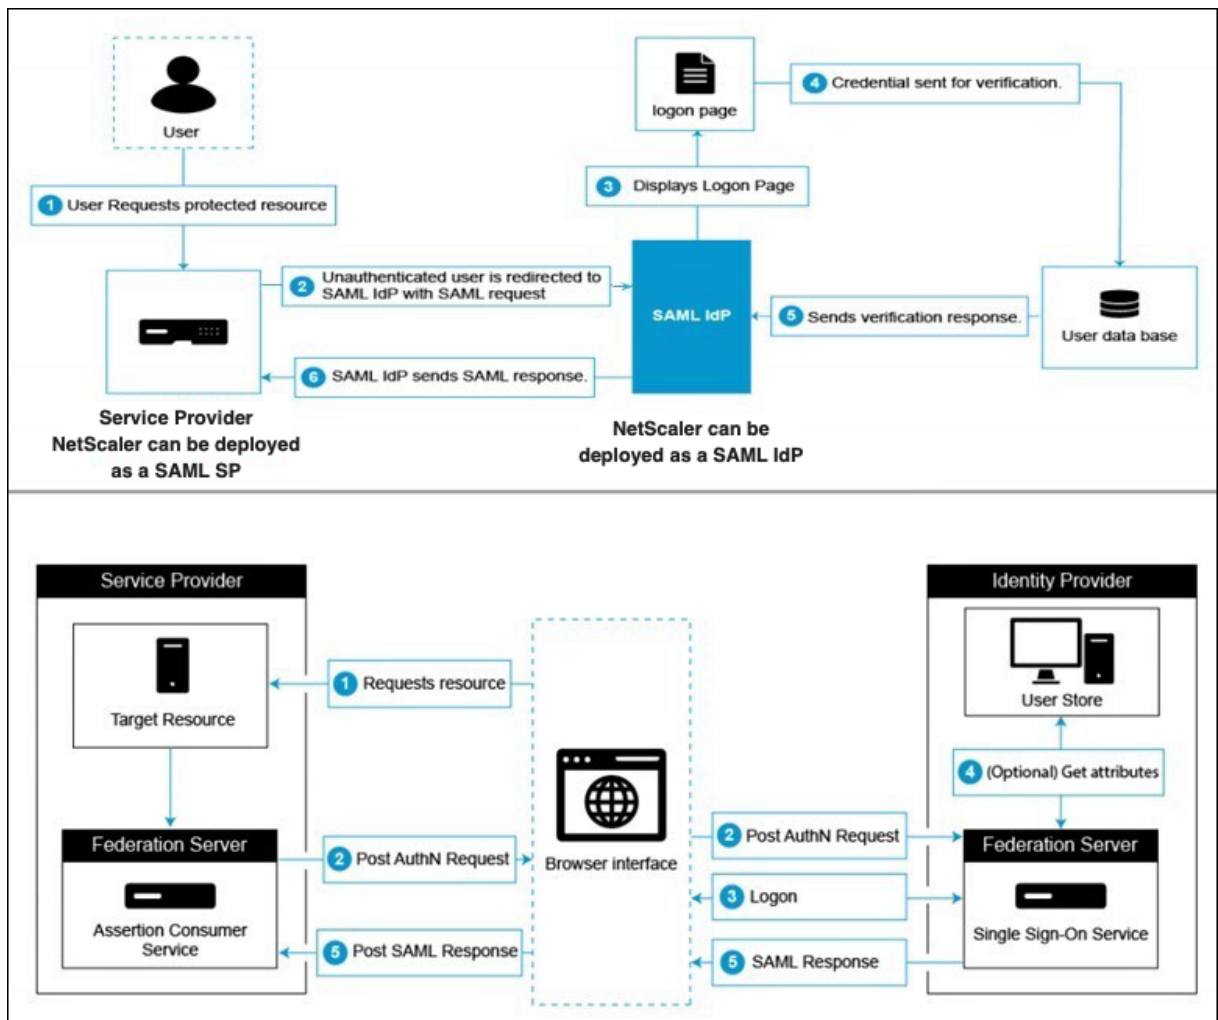 User
1 User Requests protected resource
2 Unauthenticated user is redirected to
SAML IdP with SAML request
3 Displays Logon Page
logon page
4 Credential sent for verification.
User data base
5 Sends verification response.
SAML IdP
6 SAML IdP sends SAML response.
Service Provider
NetScaler can be deployed
as a SAML SP
NetScaler can be
deployed as a SAML IdP
Service Provider
Target Resource
Federation Server
Assertion Consumer
Service
1 Requests resource
2 Post AuthN Request
5 Post SAML Response
Browser interface
2 Post AuthN Request
3 Logon
5 SAML Response
Identity Provider
User Store
4 (Optional) Get attributes
Federation Server
Single Sign-On Service